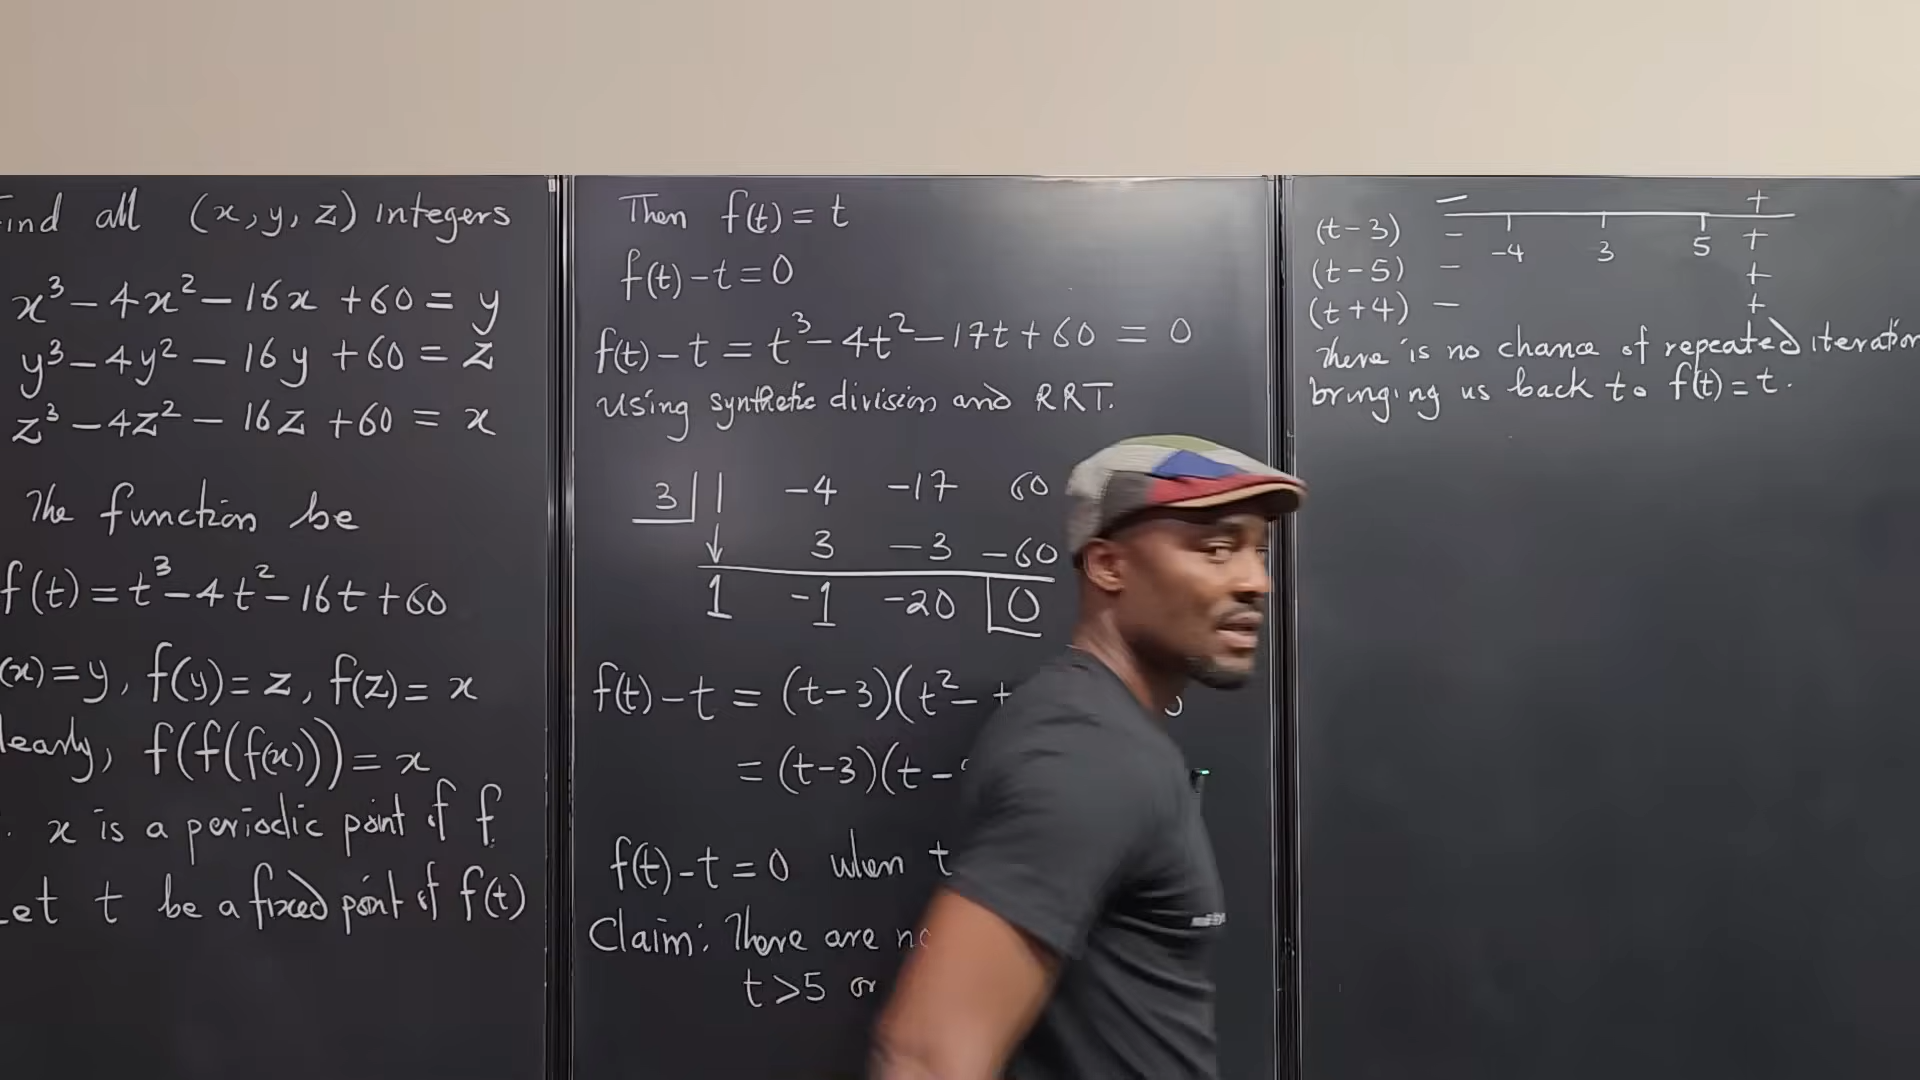 Find all (x, y, z) integers
x³ – 4x² – 16x + 60 = y
y³ – 4y² – 16y + 60 = z
z³ – 4z² – 16z + 60 = x
The function be
f(t) = t³ – 4t² – 16t + 60
(x) = y, f(y) = z, f(z) = x
learly, f(f(f(x))) = x
∴ x is a periodic point of f
Let t be a fixed point of f(t)
Then f(t) = t
f(t) – t = 0
f(t) – t = t³ – 4t² – 17t + 60 = 0
Using synthetic division and RRT.
3 | 1 –4 –17 60
↓ 3 –3 –60
1 –1 –20 0
f(t) – t = (t–3)(t² – t
= (t–3)(t –
f(t) – t = 0 when t
Claim: There are no
t > 5 or
– +
(t – 3) – +
–4 3 5
(t – 5) – +
(t + 4) – +
There is no chance of repeated iteration
bringing us back to f(t) = t.